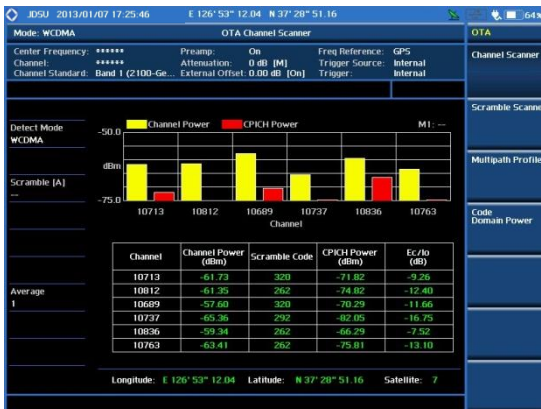 JDSU 2013/01/07 17:25:46 E 126° 53" 12.04 N 37° 28" 51.16 64%
Mode: WCDMA OTA Channel Scanner OTA
Center Frequency: ****** Preamp: On Freq Reference: GPS
Channel: ****** Attenuation: 0 dB [M] Trigger Source: Internal
Channel Standard: Band 1 (2100-Ge... External Offset: 0.00 dB [On] Trigger: Internal
Channel Scanner
Scramble Scanne
Multipath Profile
Code
Domain Power
Detect Mode
WCDMA
Scramble [A]
--
Average
1
Channel Power CPICH Power M1: --
-50.0
dBm
-75.0
10713 10812 10689 10737 10836 10763
Channel
Channel Channel Power (dBm) Scramble Code CPICH Power (dBm) Ec/Io (dB)
10713 -61.73 320 -71.82 -9.26
10812 -61.35 262 -74.82 -12.40
10689 -57.60 320 -70.29 -11.66
10737 -65.36 292 -82.05 -16.75
10836 -59.34 262 -66.29 -7.52
10763 -63.41 262 -75.81 -13.10
Longitude: E 126° 53" 12.04 Latitude: N 37° 28" 51.16 Satellite: 7